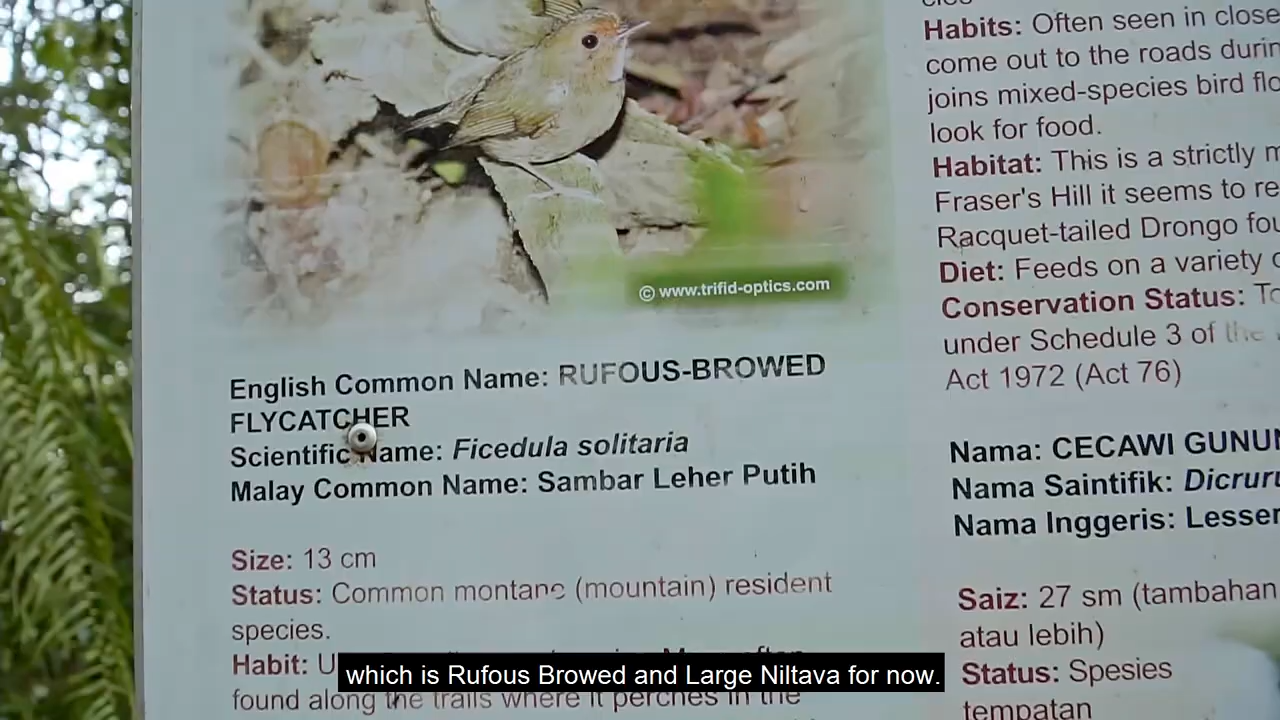 © www.trifid-optics.com
English Common Name: RUFOUS-BROWED
FLYCATCHER
Scientific Name: Ficedula solitaria
Malay Common Name: Sambar Leher Putih
Size: 13 cm
Status: Common montane (mountain) resident
species.
Habit:
found along the trails where it perches in the
Habits: Often seen in close
come out to the roads durin
joins mixed-species bird flo
look for food.
Habitat: This is a strictly m
Fraser's Hill it seems to re
Racquet-tailed Drongo fou
Diet: Feeds on a variety o
Conservation Status: To
under Schedule 3 of the
Act 1972 (Act 76)
Nama: CECAWI GUNUN
Nama Saintifik: Dicruru
Nama Inggeris: Lesser
Saiz: 27 sm (tambahan
atau lebih)
Status: Spesies
tempatan
which is Rufous Browed and Large Niltava for now.